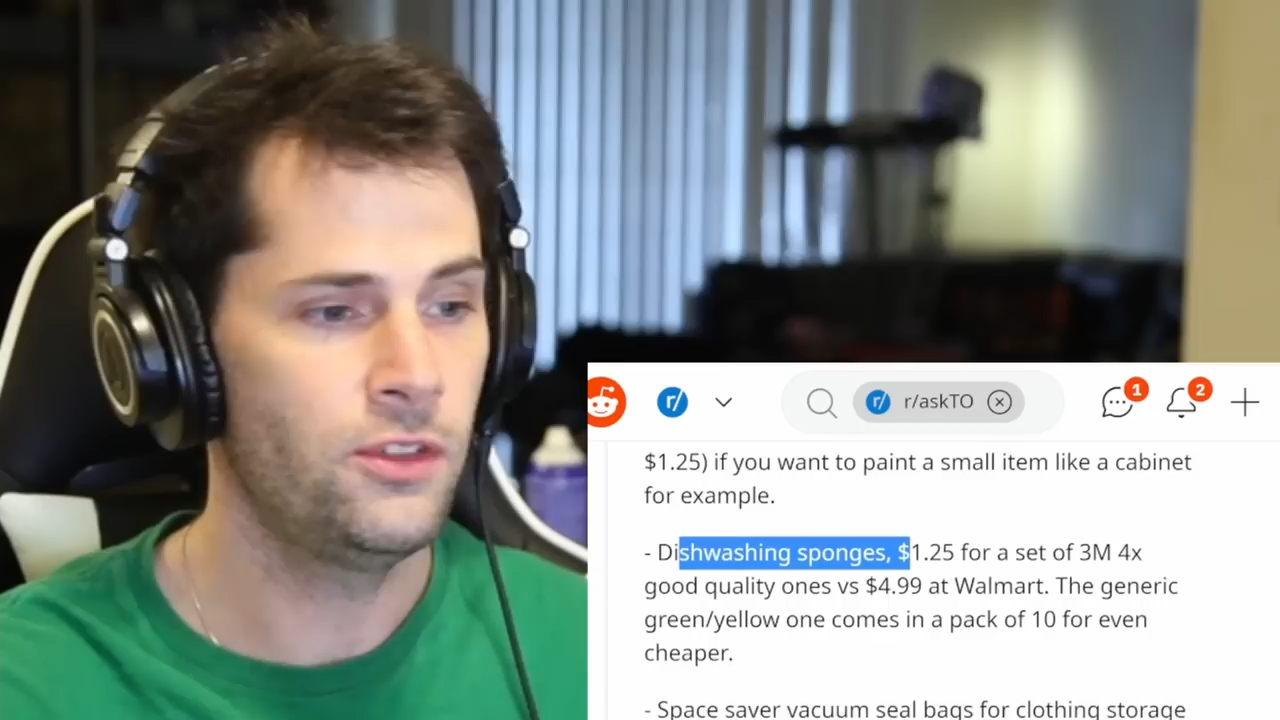 r/askTO
1
2
$1.25) if you want to paint a small item like a cabinet
for example.
- Dishwashing sponges, $1.25 for a set of 3M 4x
good quality ones vs $4.99 at Walmart. The generic
green/yellow one comes in a pack of 10 for even
cheaper.
- Space saver vacuum seal bags for clothing storage